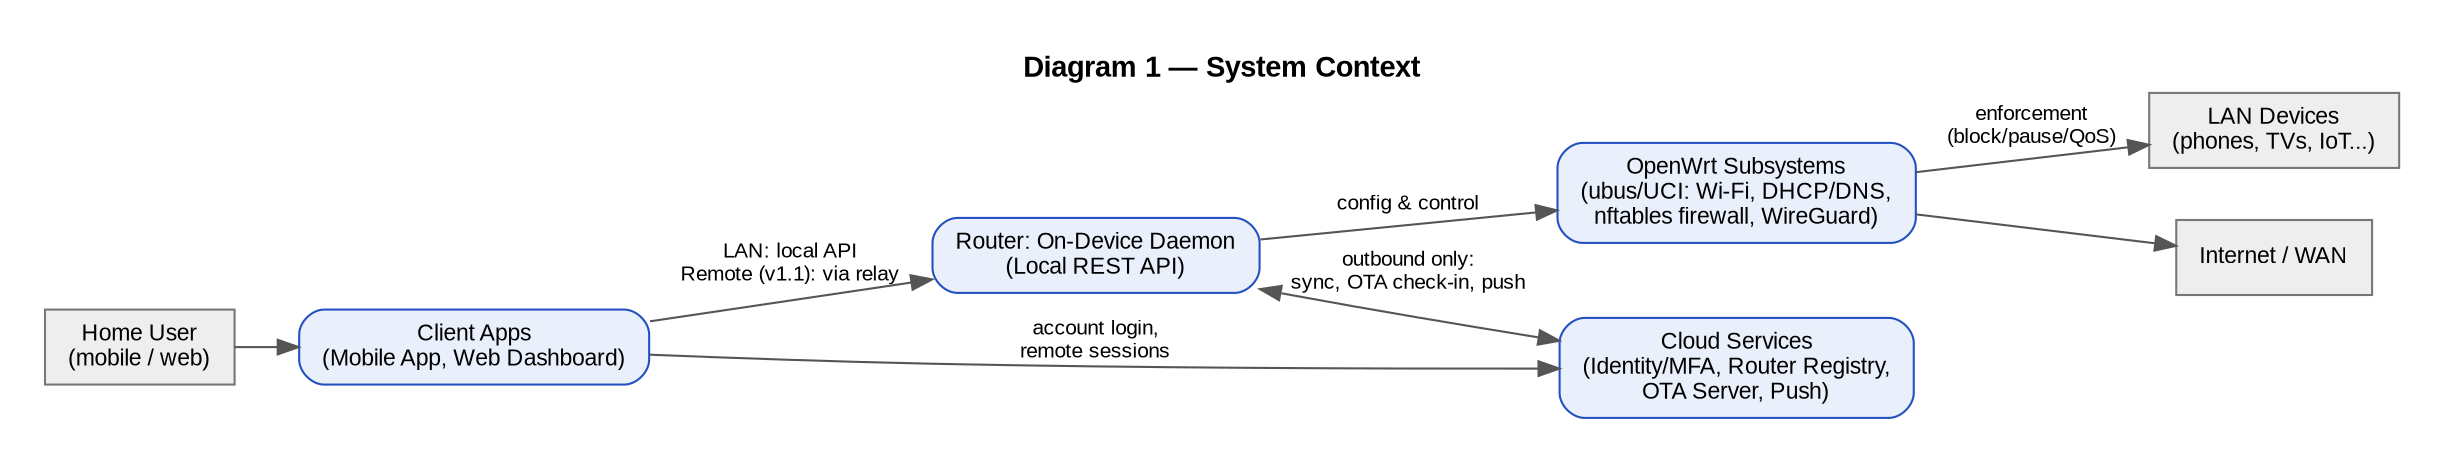 Diagram 1 — System Context
Home User
(mobile / web)
Client Apps
(Mobile App, Web Dashboard)
LAN: local API
Remote (v1.1): via relay
account login,
remote sessions
Router: On-Device Daemon
(Local REST API)
config & control
outbound only:
sync, OTA check-in, push
OpenWrt Subsystems
(ubus/UCI: Wi-Fi, DHCP/DNS,
nftables firewall, WireGuard)
Cloud Services
(Identity/MFA, Router Registry,
OTA Server, Push)
enforcement
(block/pause/QoS)
LAN Devices
(phones, TVs, IoT...)
Internet / WAN